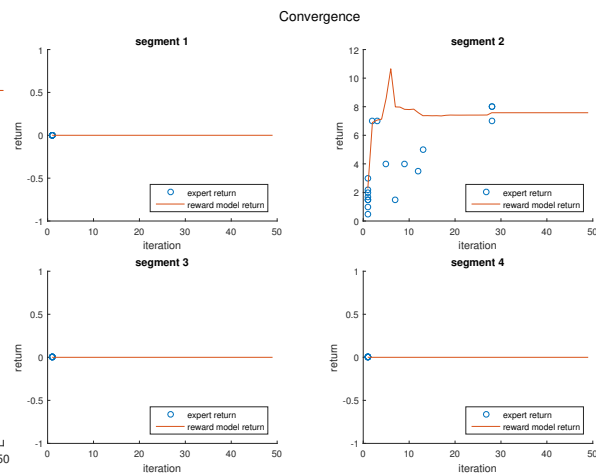 Convergence
segment 1
1
0.5
0
-0.5
-1
0 10 20 30 40 50
return
iteration
expert return
reward model return
segment 2
12
10
8
6
4
2
0
0 10 20 30 40 50
return
iteration
expert return
reward model return
segment 3
1
0.5
0
-0.5
-1
0 10 20 30 40 50
return
iteration
expert return
reward model return
segment 4
1
0.5
0
-0.5
-1
0 10 20 30 40 50
return
iteration
expert return
reward model return
50